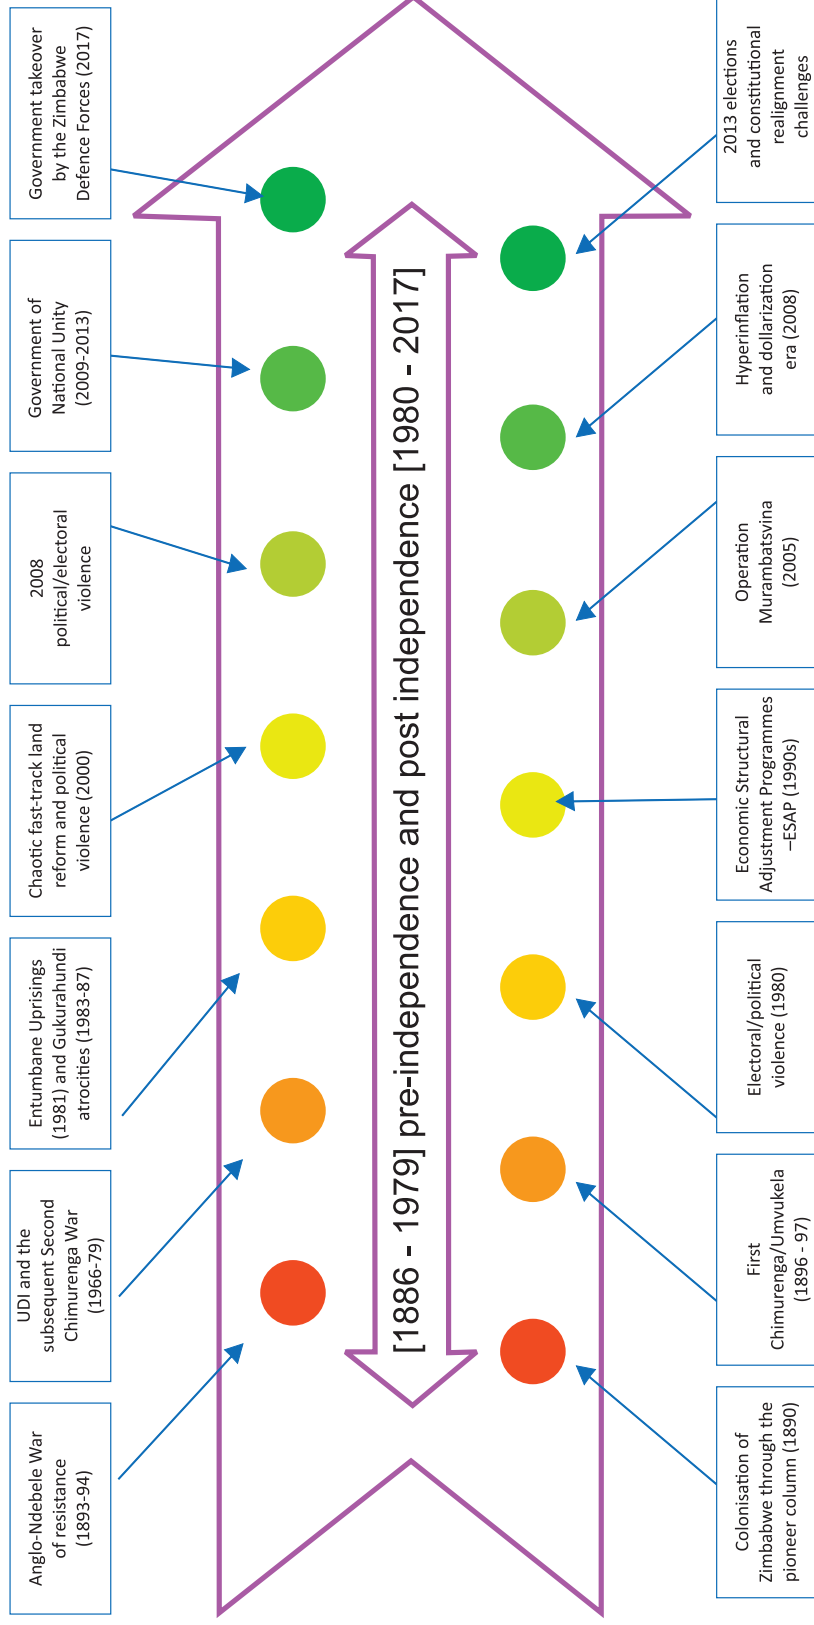 Anglo-Ndebele War
of resistance
(1893-94)
UDI and the
subsequent Second
Chimurenga War
(1966-79)
Entumbane Uprisings
(1981) and Gukurahundi
atrocities (1983-87)
Chaotic fast-track land
reform and political
violence (2000)
2008
political/electoral
violence
Government of
National Unity
(2009-2013)
Government takeover
by the Zimbabwe
Defence Forces (2017)
[1886 - 1979] pre-independence and post independence [1980 - 2017]
Colonisation of
Zimbabwe through the
pioneer column (1890)
First
Chimurenga/Umvukela
(1896 - 97)
Electoral/political
violence (1980)
Economic Structural
Adjustment Programmes
–ESAP (1990s)
Operation
Murambatsvina
(2005)
Hyperinflation
and dollarization
era (2008)
2013 elections
and constitutional
realignment
challenges